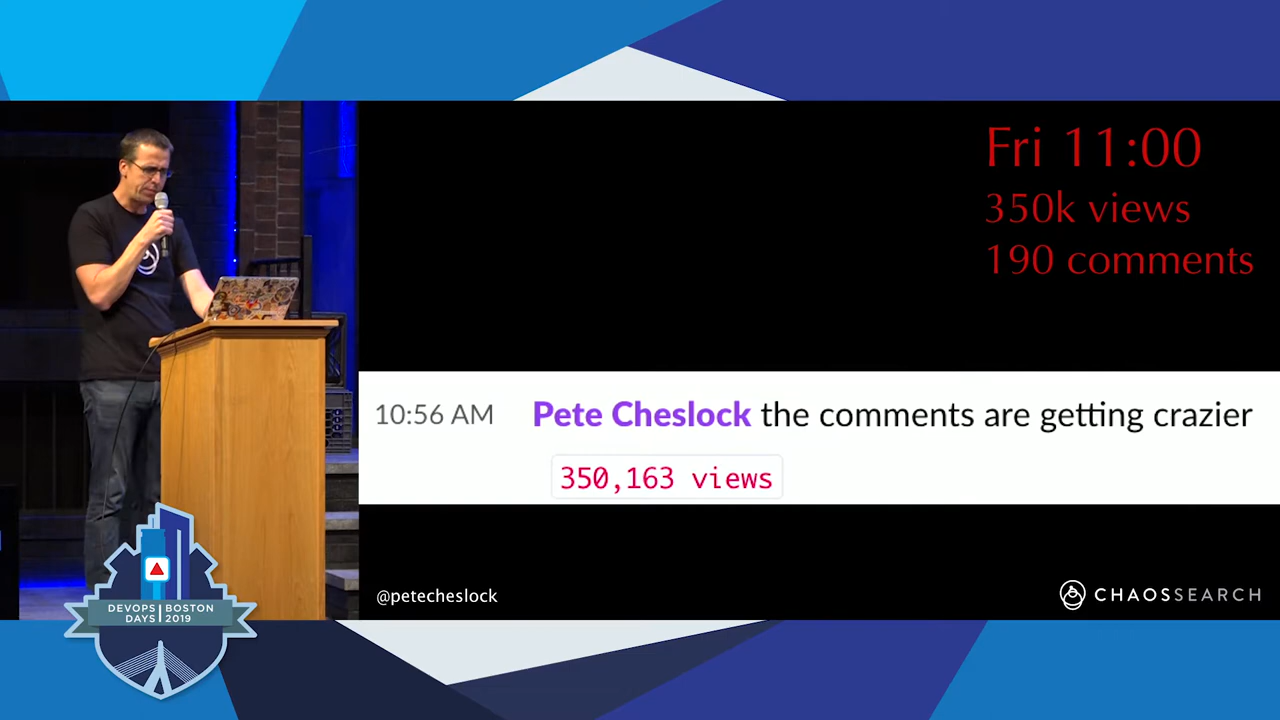 Fri 11:00
350k views
190 comments
10:56 AM Pete Cheslock the comments are getting crazier
350,163 views
@petecheslock
CHAOSSEARCH
DEVOPS BOSTON
DAYS 2019